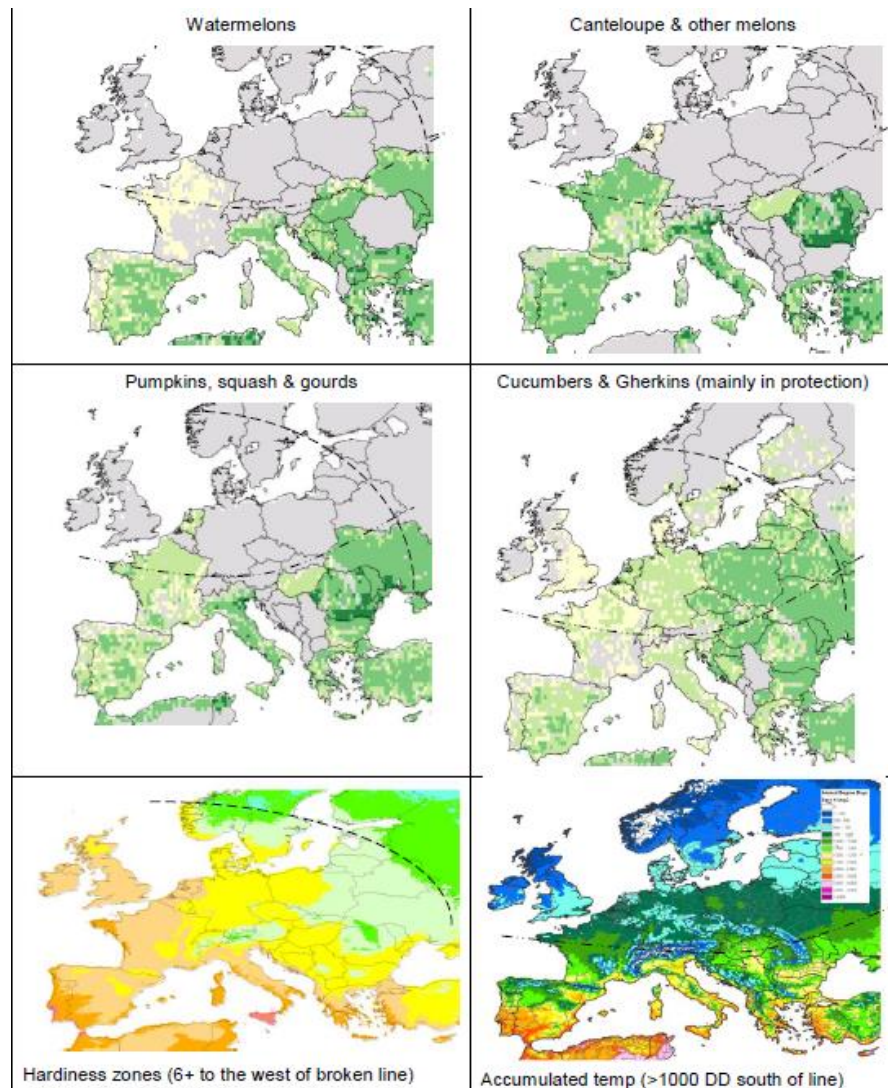 Watermelons
Canteloupe & other melons
Pumpkins, squash & gourds
Cucumbers & Gherkins (mainly in protection)
Hardiness zones (6+ to the west of broken line)
Accumulated temp (>1000 DD south of line)